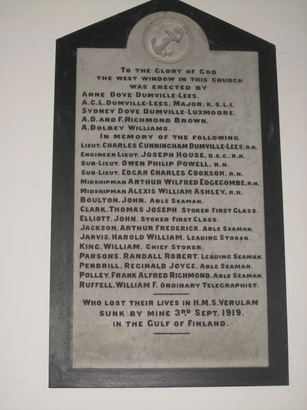 TO THE GLORY OF GOD
THE WEST WINDOW IN THIS CHURCH
WAS ERECTED BY
ANNE DOVE DUMVILLE-LEES.
A.C.L. DUMVILLE-LEES, MAJOR, K.S.L.I.
SYDNEY DOVE DUMVILLE-LUXMOORE.
A.D. AND F. RICHMOND BROWN.
A. DOLBEY WILLIAMS.
IN MEMORY OF THE FOLLOWING
LIEUT. CHARLES CUNNINGHAM DUMVILLE-LEES, R.N.
ENGINEER LIEUT. JOSEPH HOUSE, D.S.C., R.N.
SUB-LIEUT. OWEN PHILIP POWELL, R.N.
SUB-LIEUT. EDGAR CHARLES COOKSON, R.N.
MIDSHIPMAN ARTHUR WILFRED EDGECOMBE, R.N.
MIDSHIPMAN ALEXIS WILLIAM ASHLEY, R.N.
BOULTON, JOHN, ABLE SEAMAN.
CLARK, THOMAS JOSEPH STOKER FIRST CLASS.
ELLIOTT, JOHN STOKER FIRST CLASS.
JACKSON, ARTHUR FREDERICK, ABLE SEAMAN.
JARVIS, HAROLD WILLIAM, LEADING STOKER.
KING, WILLIAM, CHIEF STOKER.
PARSONS, RANDALL ROBERT, LEADING SEAMAN.
PENDRILL, REGINALD JOYCE, ABLE SEAMAN.
POLLEY, FRANK ALFRED RICHMOND, ABLE SEAMAN.
RUFFELL, WILLIAM F. ORDINARY TELEGRAPHIST.
WHO LOST THEIR LIVES IN H.M.S. VERULAM
SUNK BY MINE 3RD SEPT. 1919.
IN THE GULF OF FINLAND.